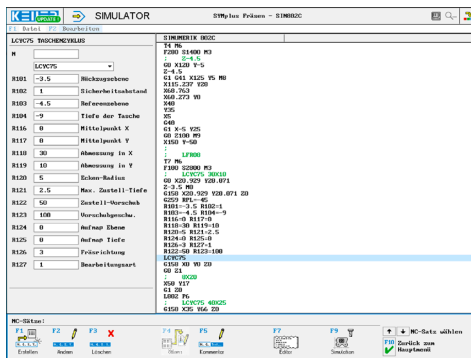 KELLER UPDATE SIMULATOR SYMplus Fräsen - SIN802C
F1 Datei F2 Bearbeiten
LCYC75 TASCHENZYKLUS
N
LCYC75
R101 -3.5 Rückzugsebene
R102 1 Sicherheitsabstand
R103 -4.5 Referenzebene
R104 -9 Tiefe der Tasche
R116 0 Mittelpunkt X
R117 0 Mittelpunkt Y
R118 30 Abmessung in X
R119 10 Abmessung in Y
R120 5 Ecken-Radius
R121 2.5 Max. Zustell-Tiefe
R122 50 Zustell-Vorschub
R123 100 Vorschubgeschw.
R124 0 Aufmaß Ebene
R125 0 Aufmaß Tiefe
R126 3 Fräsrichtung
R127 1 Bearbeitungsart
SINUMERIK 802C
T4 M6
F280 S1400 M3
; Z-4.5
G0 X120 Y-5
Z-4.5
G1 G41 X125 Y5 M8
X115.237 Y28
X60.763
X60.273 Y8
X40
Y35
X5
G40
G1 X-5 Y25
G0 Z100 M9
X150 Y-50
; LFR00
T7 M6
F100 S2800 M3
; LCYC75 30X10
G0 X20.929 Y20.071
Z-3.5 M8
G158 X20.929 Y20.071 Z0
G259 RPL=-45
R101=-3.5 R102=1
R103=-4.5 R104=-9
R116=0 R117=0
R118=30 R119=10
R120=5 R121=2.5
R124=0 R125=0
R126=3 R127=1
R122=50 R123=100
LCYC75
G158 X0 Y0 Z0
G0 Z1
; 8X20
X50 Y17
G1 Z0
L802 P6
; LCYC75 40X25
G158 X35 Y66 Z0
NC-Sätze:
F1 Erstellen
F2 Ändern
F3 Löschen
F4
F5 Kommentar
F7 Editor
F9 Simulation
NC-Satz wählen
F10 Zurück zum
Hauptmenü